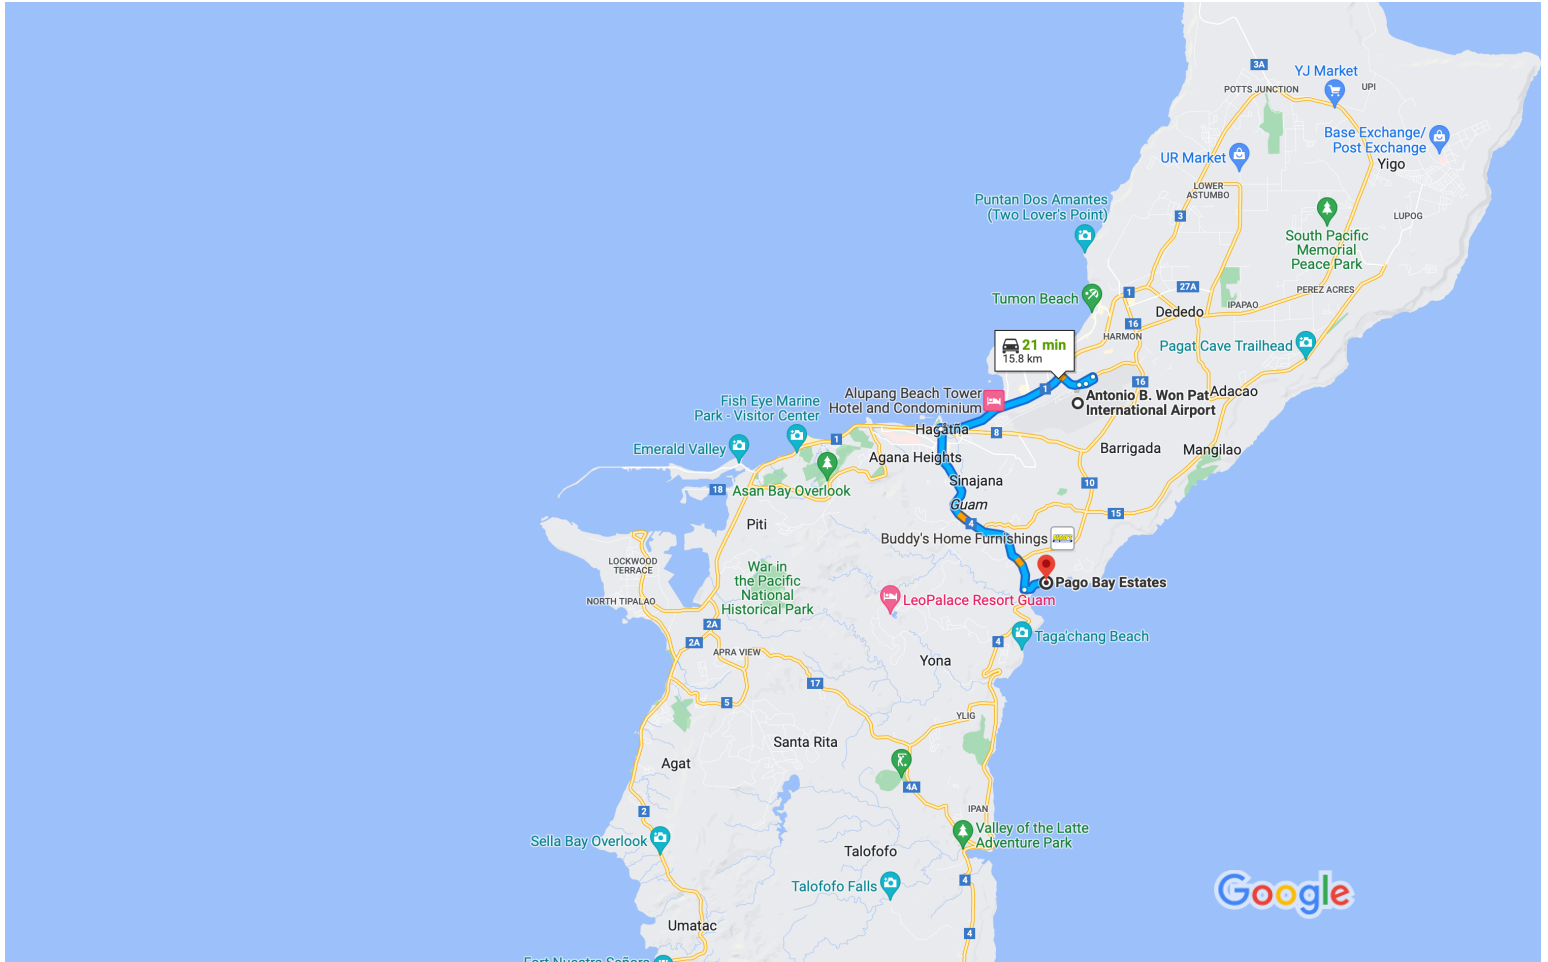 3A
YJ Market
POTTS JUNCTION
UPI
Base Exchange/
Post Exchange
UR Market
Yigo
LOWER
ASTUMBO
Puntan Dos Amantes
(Two Lover's Point)
3
LUPOG
South Pacific
Memorial
Peace Park
27A
1
PEREZ ACRES
Tumon Beach
IPAPAO
Dededo
16
HARMON
21 min
15.8 km
Pagat Cave Trailhead
16
1
Adacao
Alupang Beach Tower
Hotel and Condominium
Antonio B. Won Pat
International Airport
Fish Eye Marine
Park - Visitor Center
Hagåtña
8
1
Emerald Valley
Agana Heights
Barrigada
Mangilao
Sinajana
10
18
Asan Bay Overlook
Guam
15
Piti
4
Buddy's Home Furnishings
LOCKWOOD
TERRACE
War in
the Pacific
National
Historical Park
Pago Bay Estates
NORTH TIPALAO
LeoPalace Resort Guam
2A
Taga'chang Beach
2A
4
APRA VIEW
Yona
17
5
YLIG
Santa Rita
Agat
4A
2
IPAN
Valley of the Latte
Adventure Park
Sella Bay Overlook
Talofofo
4
Talofofo Falls
Google
Umatac
4
Fort Nuestra Señora